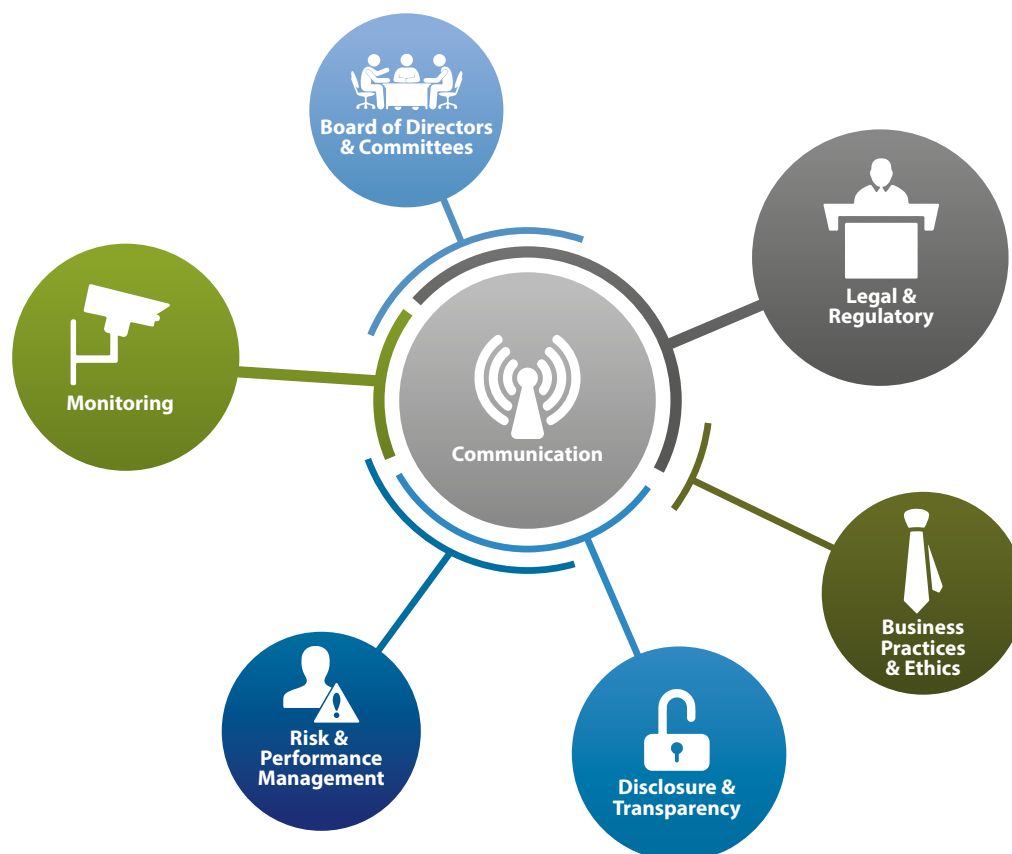 Board of Directors
& Committees
Legal &
Regulatory
Monitoring
Communication
Business
Practices
& Ethics
Risk &
Performance
Management
Disclosure &
Transparency